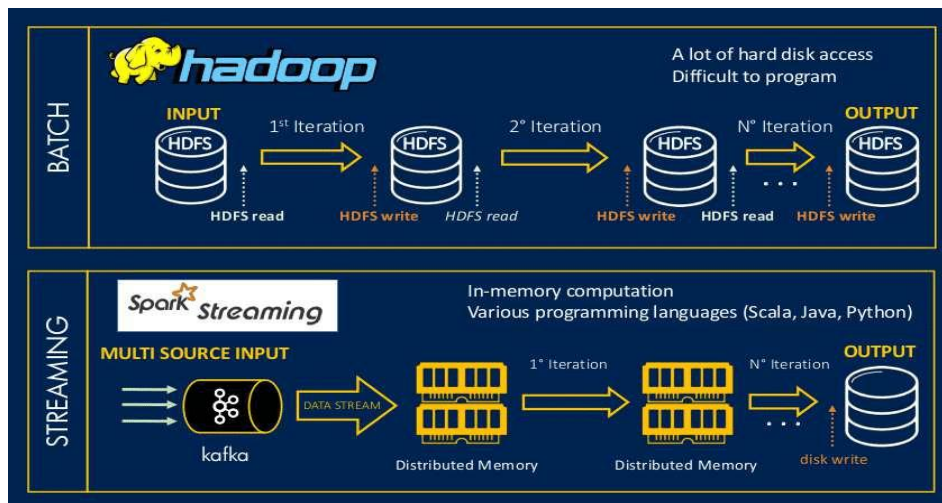 BATCH
hadoop
A lot of hard disk access
Difficult to program
INPUT
1st Iteration
2° Iteration
N° Iteration
OUTPUT
HDFS
HDFS
HDFS
HDFS
. . .
HDFS read
HDFS write
HDFS read
HDFS write
HDFS read
HDFS write
STREAMING
Spark Streaming
In-memory computation
Various programming languages (Scala, Java, Python)
MULTI SOURCE INPUT
1° Iteration
N° Iteration
OUTPUT
DATA STREAM
. . .
kafka
Distributed Memory
Distributed Memory
disk write